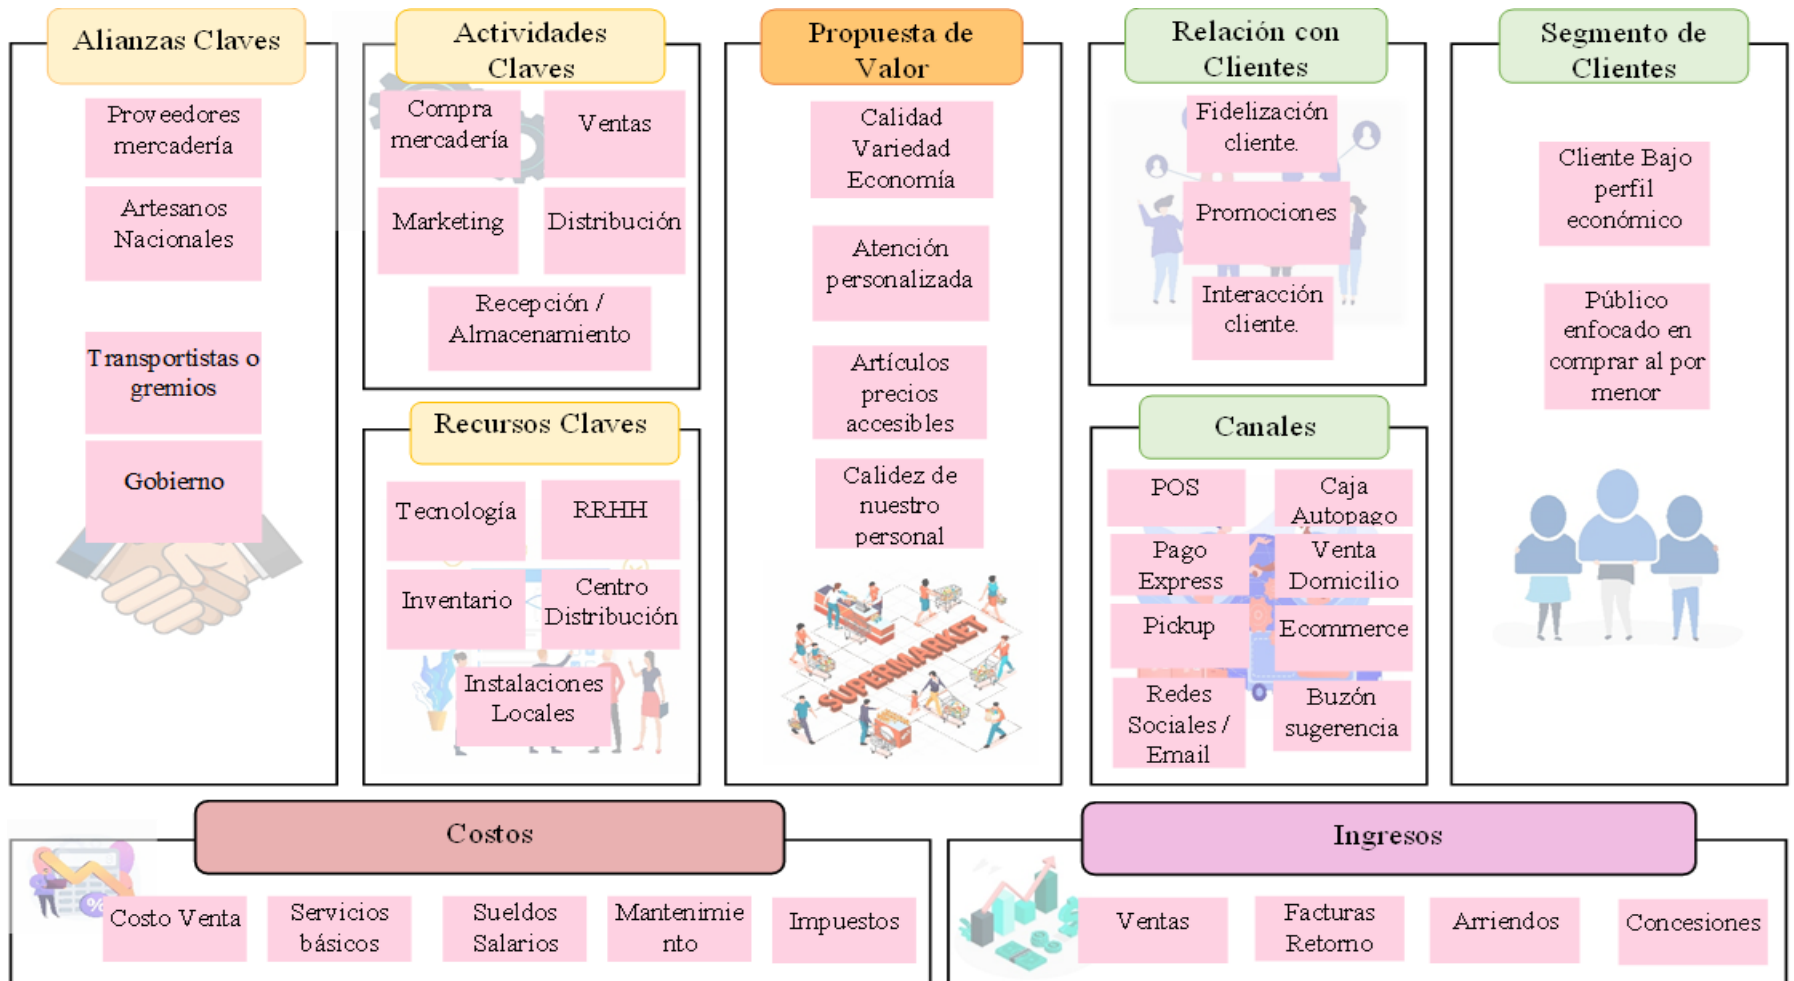 Alianzas Claves
Proveedores
mercadería
Artesanos
Nacionales
Transportistas o
gremios
Gobierno
Actividades
Claves
Compra
mercadería
Ventas
Marketing
Distribución
Recepción /
Almacenamiento
Recursos Claves
Tecnología
RRHH
Inventario
Centro
Distribución
Instalaciones
Locales
Propuesta de
Valor
Calidad
Variedad
Economía
Atención
personalizada
Artículos
precios
accesibles
Calidez de
nuestro
personal
SUPERMARKET
Relación con
Clientes
Fidelización
cliente.
Promociones
Interacción
cliente.
Canales
POS
Caja
Autopago
Pago
Express
Venta
Domicilio
Pickup
Ecommerce
Redes
Sociales /
Email
Buzón
sugerencia
Segmento de
Clientes
Cliente Bajo
perfil
económico
Público
enfocado en
comprar al por
menor
Costos
%
Costo Venta
Servicios
básicos
Sueldos
Salarios
Mantenimie
nto
Impuestos
Ingresos
Ventas
Facturas
Retorno
Arriendos
Concesiones